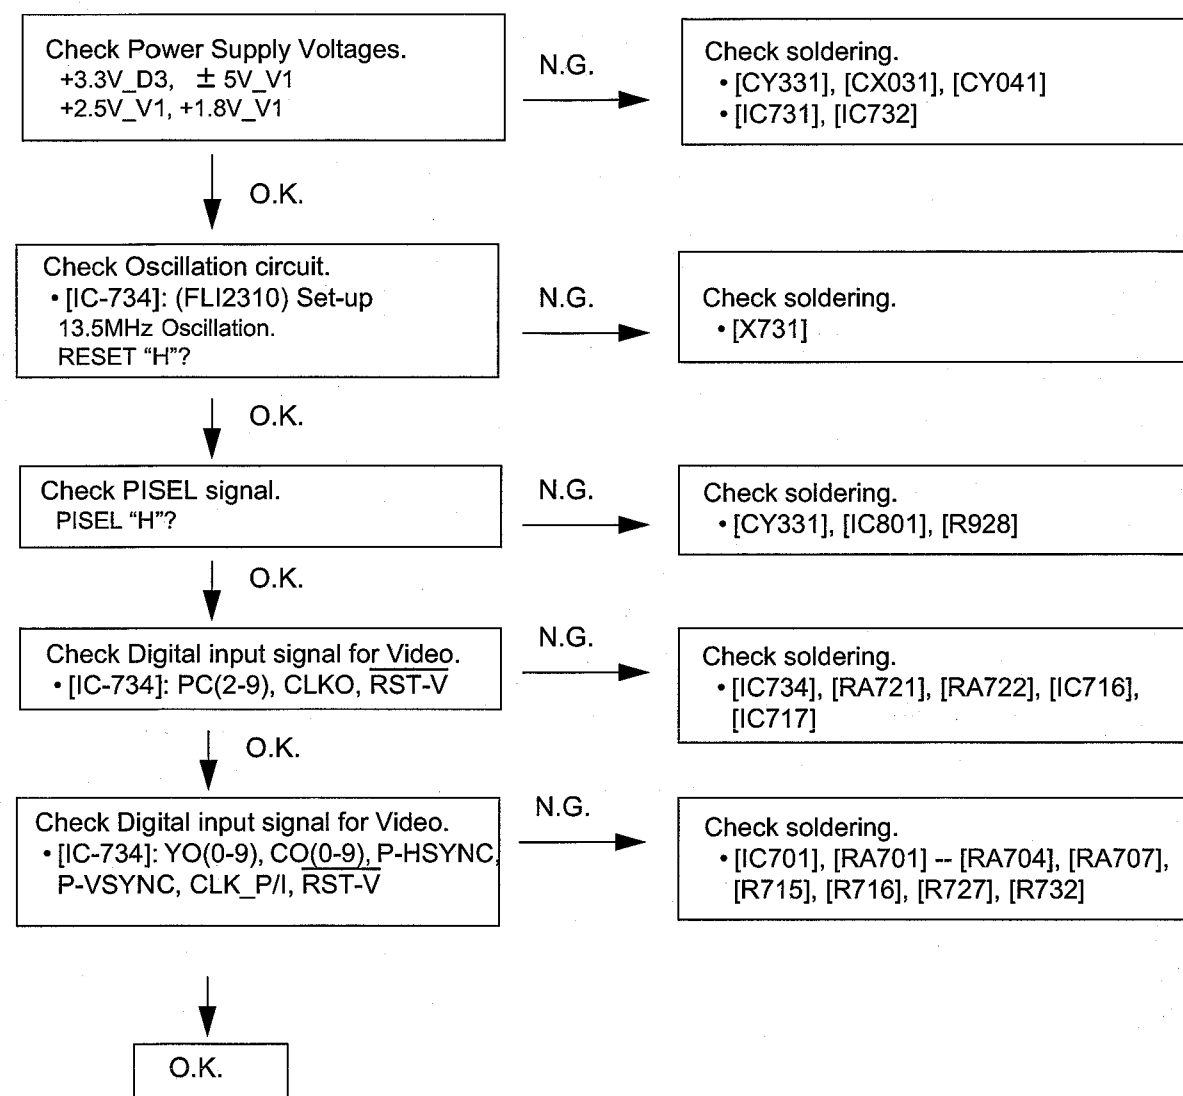 Check Power Supply Voltages.
+3.3V_D3, ± 5V_V1
+2.5V_V1, +1.8V_V1
N.G.
Check soldering.
• [CY331], [CX031], [CY041]
• [IC731], [IC732]
O.K.
Check Oscillation circuit.
• [IC-734]: (FLI2310) Set-up
13.5MHz Oscillation.
RESET “H”?
N.G.
Check soldering.
• [X731]
O.K.
Check PISEL signal.
PISEL “H”?
N.G.
Check soldering.
• [CY331], [IC801], [R928]
O.K.
Check Digital input signal for Video.
• [IC-734]: PC(2-9), CLKO, RST-V
N.G.
Check soldering.
• [IC734], [RA721], [RA722], [IC716],
[IC717]
O.K.
Check Digital input signal for Video.
• [IC-734]: YO(0-9), CO(0-9), P-HSYNC,
P-VSYNC, CLK_P/I, RST-V
N.G.
Check soldering.
• [IC701], [RA701] -- [RA704], [RA707],
[R715], [R716], [R727], [R732]
O.K.